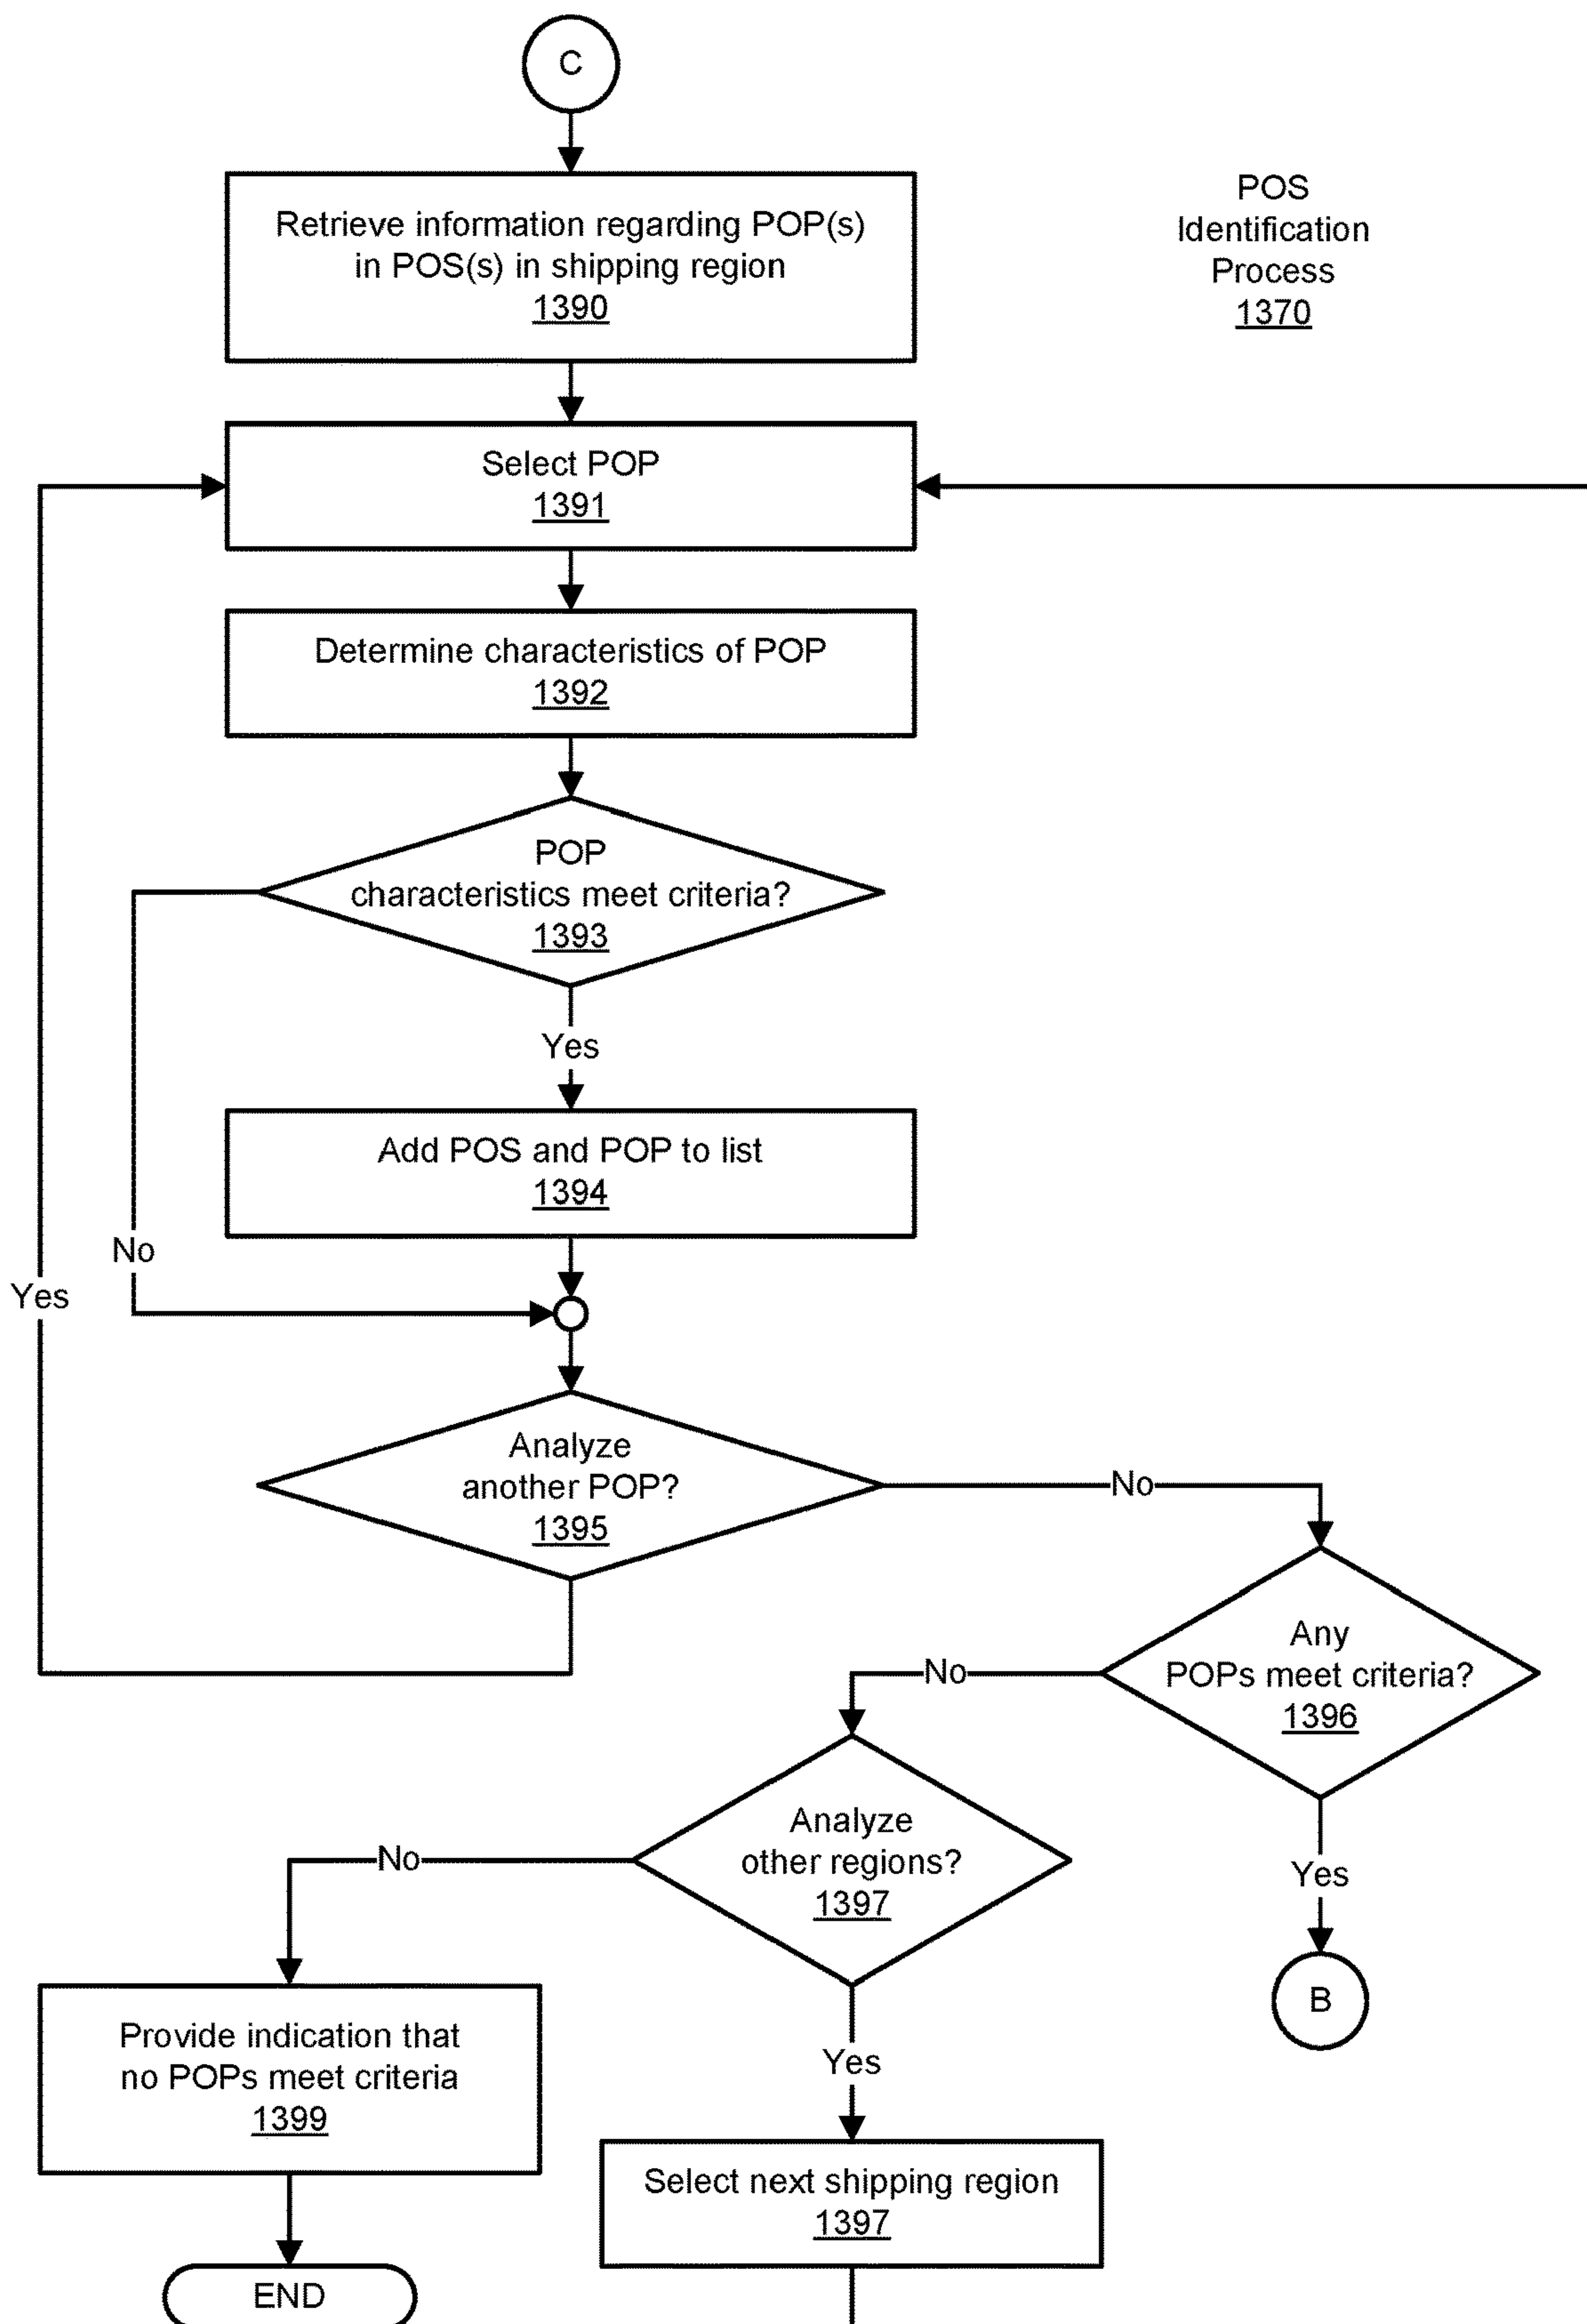 C
Retrieve information regarding POP(s)
in POS(s) in shipping region
1390
POS
Identification
Process
1370
Select POP
1391
Determine characteristics of POP
1392
POP
characteristics meet criteria?
1393
Yes
Add POS and POP to list
1394
No
Yes
Analyze
another POP?
1395
No
Any
POPs meet criteria?
1396
No
Analyze
other regions?
1397
No
Yes
B
Provide indication that
no POPs meet criteria
1399
Yes
Select next shipping region
1397
END